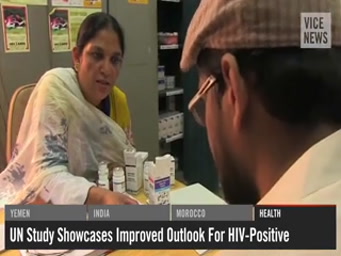 VICE
NEWS
YEMEN
INDIA
MOROCCO
HEALTH
UN Study Showcases Improved Outlook For HIV-Positive